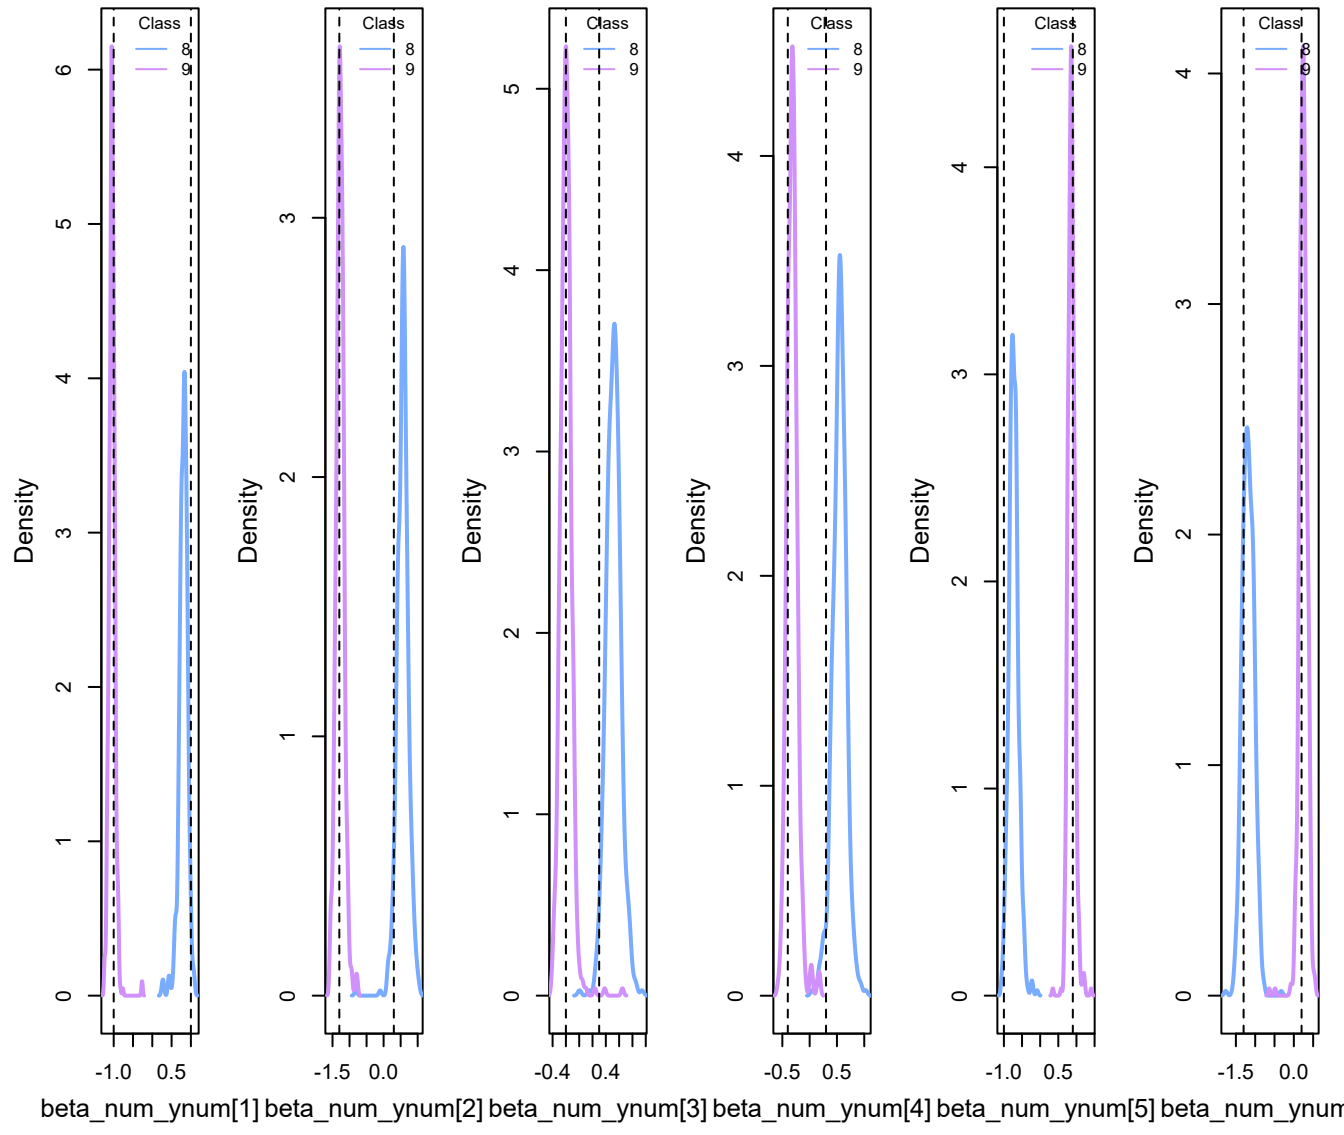 Class
8
9
Density
6
5
4
3
2
1
0
-1.0 0.5
beta_num_ynum[1]
Class
8
9
Density
3
2
1
0
-1.5 0.0
beta_num_ynum[2]
Class
8
9
Density
5
4
3
2
1
0
-0.4 0.4
beta_num_ynum[3]
Class
8
9
Density
4
3
2
1
0
-0.5 0.5
beta_num_ynum[4]
Class
8
9
Density
4
3
2
1
0
-1.0 0.5
beta_num_ynum[5]
Class
8
9
Density
4
3
2
1
0
-1.5 0.0
beta_num_ynum